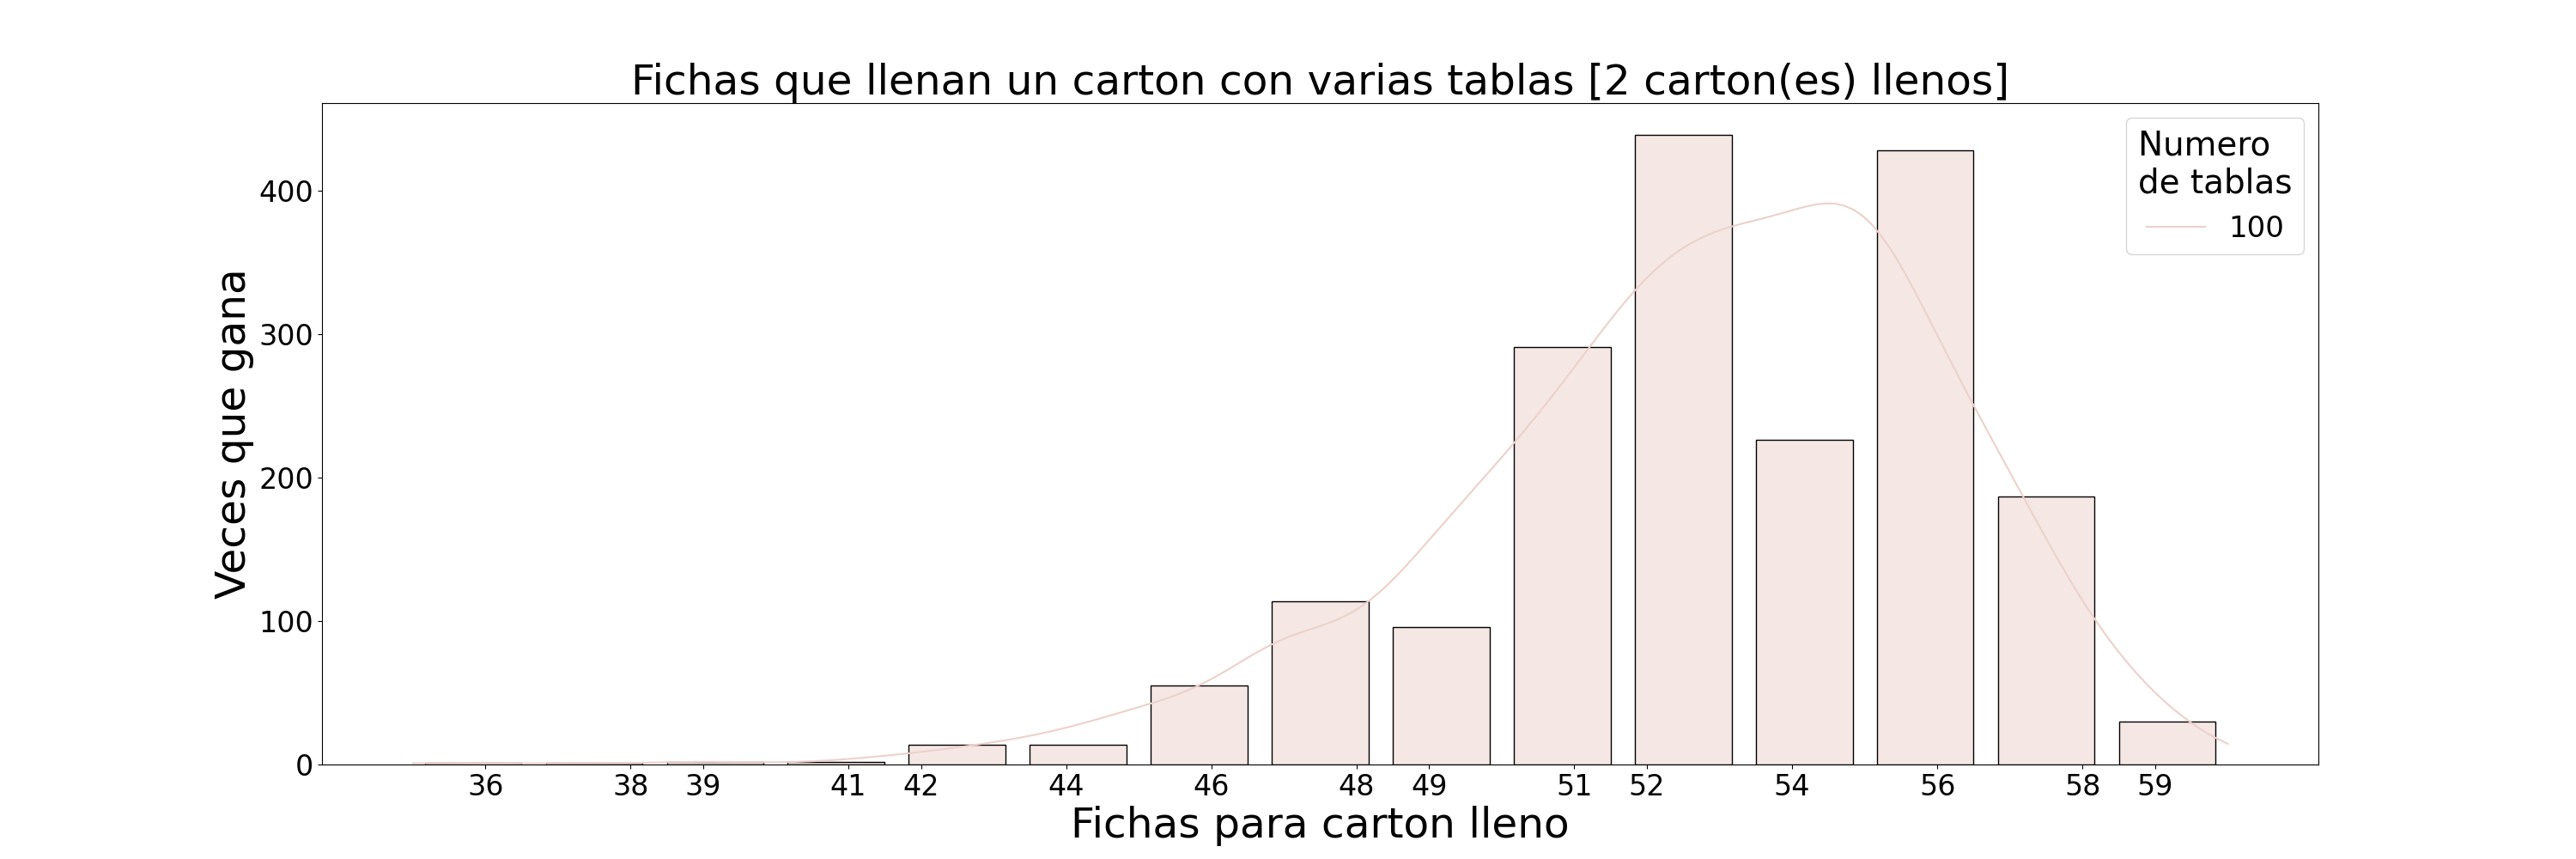 Fichas que llenan un carton con varias tablas [2 carton(es) llenos]
Numero
de tablas
100
Veces que gana
400
300
200
100
0
36 38 39 41 42 44 46 48 49 51 52 54 56 58 59
Fichas para carton lleno